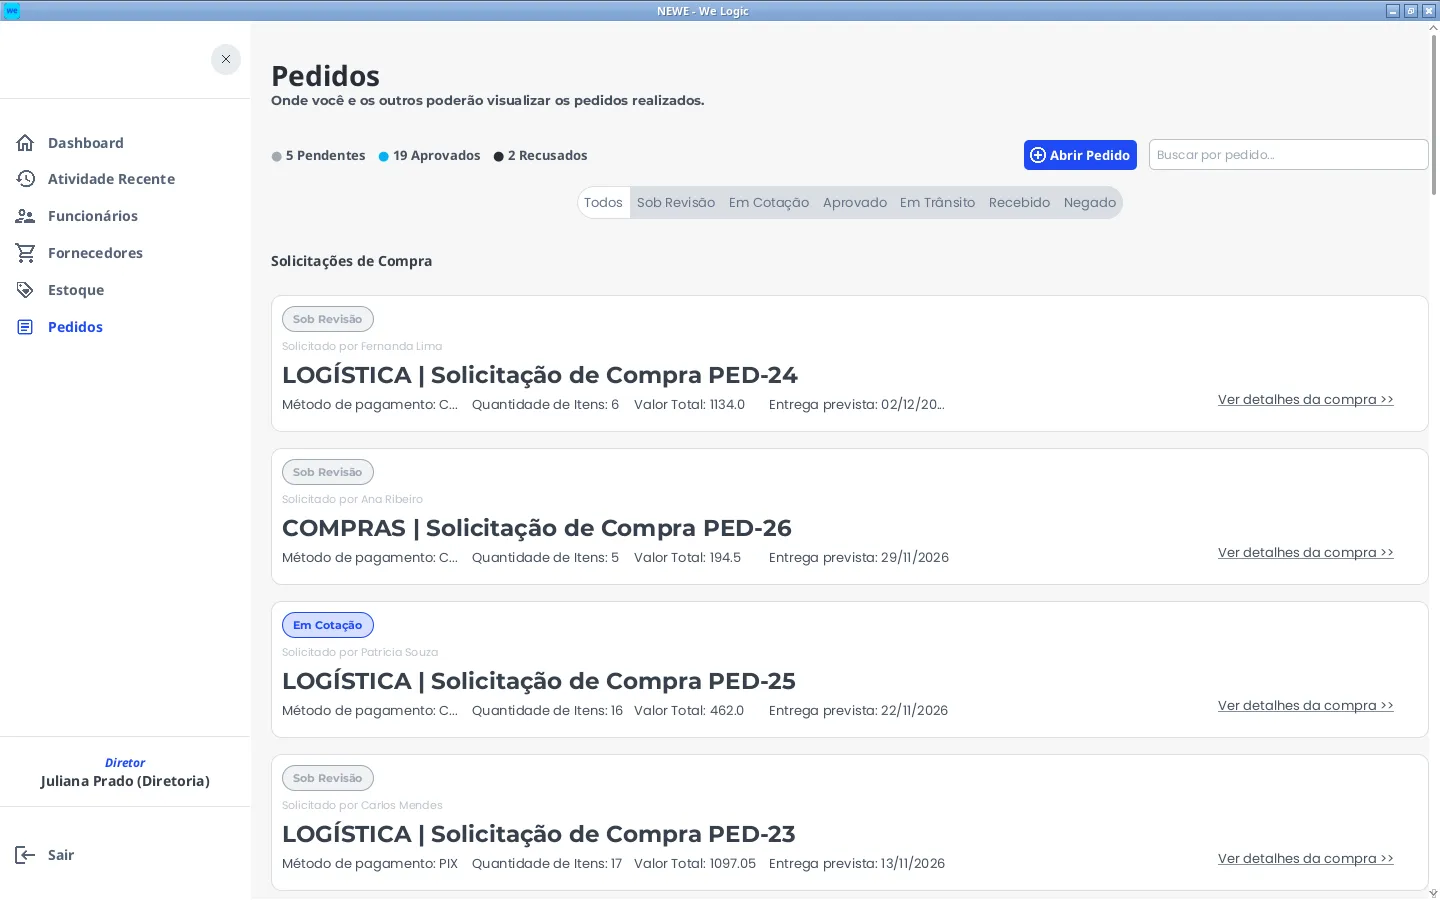 we
NEWE - We Logic
Dashboard
Atividade Recente
Funcionários
Fornecedores
Estoque
Pedidos
Diretor
Juliana Prado (Diretoria)
Sair
Pedidos
Onde você e os outros poderão visualizar os pedidos realizados.
5 Pendentes 19 Aprovados 2 Recusados
Abrir Pedido
Buscar por pedido...
Todos Sob Revisão Em Cotação Aprovado Em Trânsito Recebido Negado
Solicitações de Compra
Sob Revisão
Solicitado por Fernanda Lima
LOGÍSTICA | Solicitação de Compra PED-24
Método de pagamento: C... Quantidade de Itens: 6 Valor Total: 1134.0 Entrega prevista: 02/12/20...
Ver detalhes da compra >>
Sob Revisão
Solicitado por Ana Ribeiro
COMPRAS | Solicitação de Compra PED-26
Método de pagamento: C... Quantidade de Itens: 5 Valor Total: 194.5 Entrega prevista: 29/11/2026
Ver detalhes da compra >>
Em Cotação
Solicitado por Patricia Souza
LOGÍSTICA | Solicitação de Compra PED-25
Método de pagamento: C... Quantidade de Itens: 16 Valor Total: 462.0 Entrega prevista: 22/11/2026
Ver detalhes da compra >>
Sob Revisão
Solicitado por Carlos Mendes
LOGÍSTICA | Solicitação de Compra PED-23
Método de pagamento: PIX Quantidade de Itens: 17 Valor Total: 1097.05 Entrega prevista: 13/11/2026
Ver detalhes da compra >>